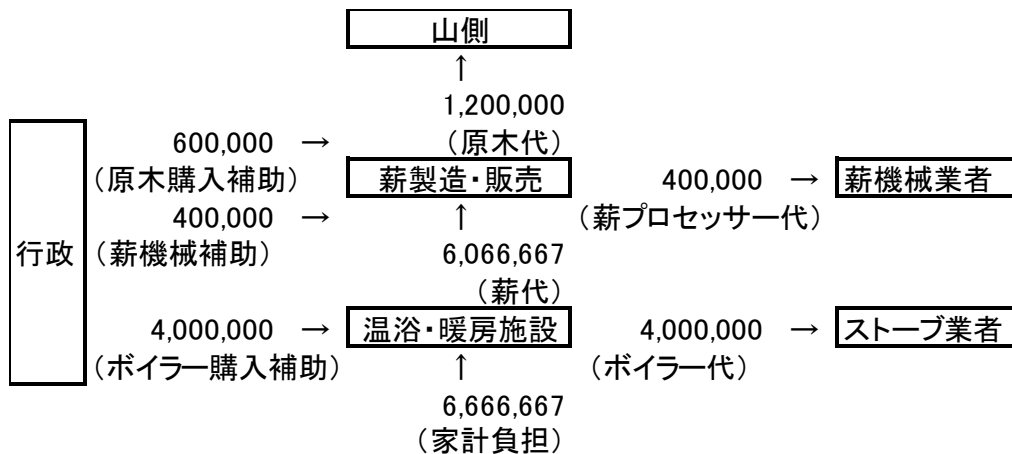 山側
↑
1,200,000
(原木代)
600,000 →
(原木購入補助)
薪製造・販売
400,000 →
(薪プロセッサー代)
薪機械業者
400,000 →
(薪機械補助)
↑
行政
6,066,667
(薪代)
4,000,000 →
(ボイラー購入補助)
温浴・暖房施設
4,000,000 →
(ボイラー代)
ストーブ業者
↑
6,666,667
(家計負担)